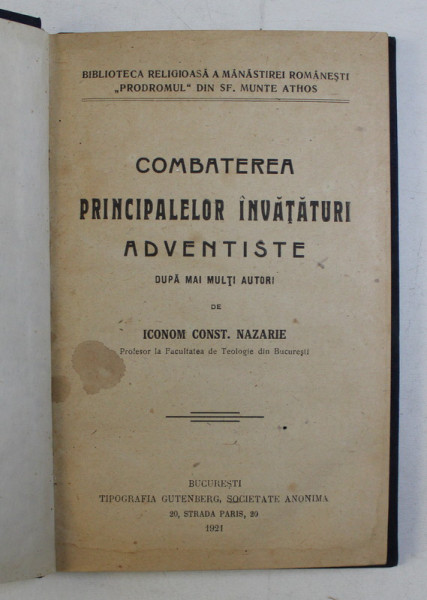 BIBLIOTECA RELIGIOASĂ A MÂNĂSTIREI ROMÂNEȘTI
„PRODROMUL" DIN SF. MUNTE ATHOS
COMBATEREA
PRINCIPALELOR ÎNVĂȚĂTURI
ADVENTISTE
DUPĂ MAI MULȚI AUTORI
DE
ICONOM CONST. NAZARIE
Profesor la Facultatea de Teologie din București
BUCUREȘTI
TIPOGRAFIA GUTENBERG, SOCIETATE ANONIMA
20, STRADA PARIS, 20
1921